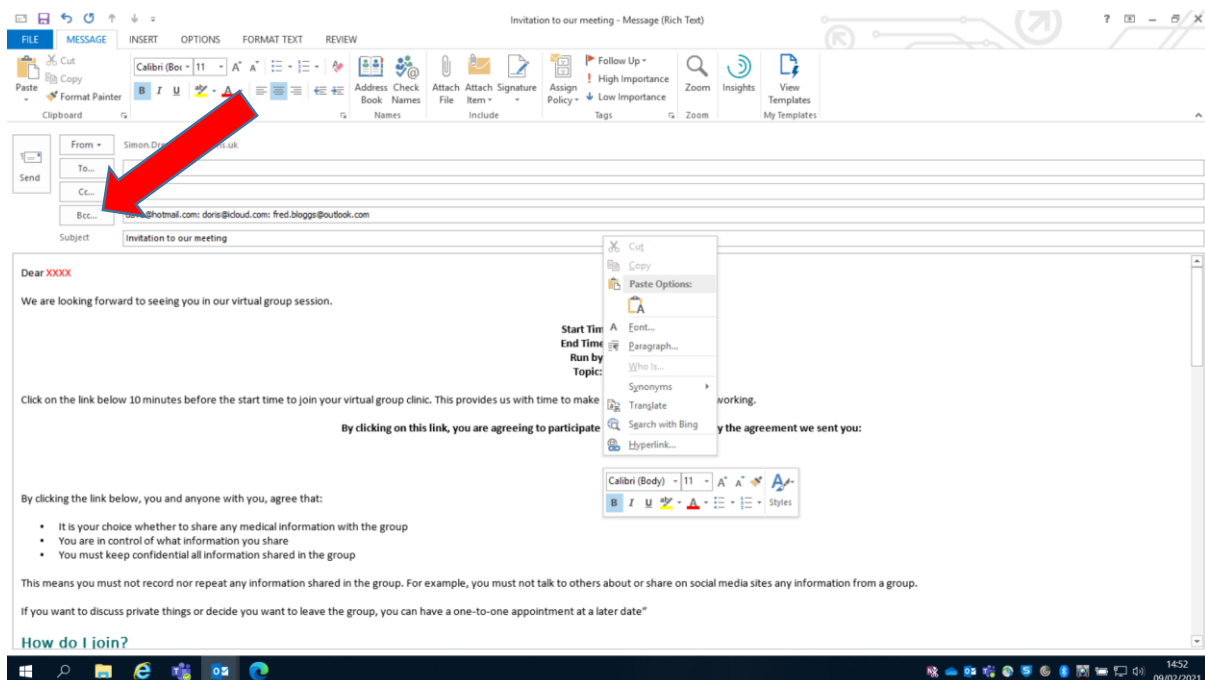 Invitation to our meeting - Message (Rich Text)
FILE MESSAGE INSERT OPTIONS FORMAT TEXT REVIEW
Paste
Cut
Copy
Format Painter
Clipboard
Calibri (Boc 11
B I U
Address Book
Check Names
Names
Attach File
Attach Item
Signature
Include
Assign Policy
Follow Up
High Importance
Low Importance
Tags
Zoom
Zoom
Insights
View Templates
My Templates
Send
From
To...
Cc...
Bcc... @hotmail.com: doris@icloud.com: fred.bloggs@outlook.com
Subject Invitation to our meeting
Dear XXXX
We are looking forward to seeing you in our virtual group session.
Start Tim
End Time
Run by
Topic:
Click on the link below 10 minutes before the start time to join your virtual group clinic. This provides us with time to make working.
By clicking on this link, you are agreeing to participate y the agreement we sent you:
By clicking the link below, you and anyone with you, agree that:
• It is your choice whether to share any medical information with the group
• You are in control of what information you share
• You must keep confidential all information shared in the group
This means you must not record nor repeat any information shared in the group. For example, you must not talk to others about or share on social media sites any information from a group.
If you want to discuss private things or decide you want to leave the group, you can have a one-to-one appointment at a later date"
How do I join?
Cut
Copy
Paste Options:
Font...
Paragraph...
Who Is...
Synonyms
Translate
Search with Bing
Hyperlink...
Calibri (Body) 11
B I U Styles
14:52
09/02/2021